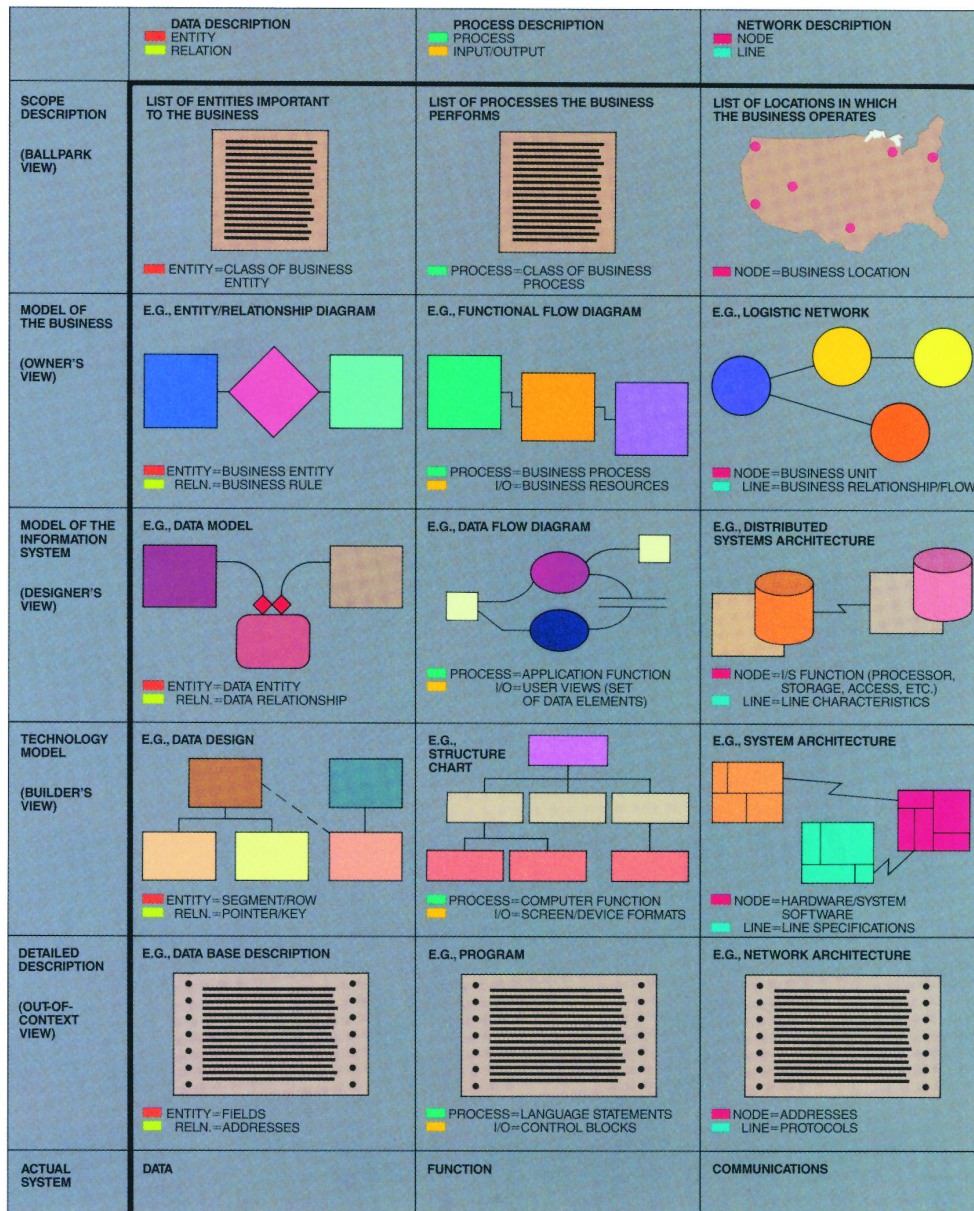 DATA DESCRIPTION
ENTITY
RELATION
PROCESS DESCRIPTION
PROCESS
INPUT/OUTPUT
NETWORK DESCRIPTION
NODE
LINE
SCOPE
DESCRIPTION
(BALLPARK
VIEW)
LIST OF ENTITIES IMPORTANT
TO THE BUSINESS
ENTITY=CLASS OF BUSINESS
ENTITY
LIST OF PROCESSES THE BUSINESS
PERFORMS
PROCESS=CLASS OF BUSINESS
PROCESS
LIST OF LOCATIONS IN WHICH
THE BUSINESS OPERATES
NODE=BUSINESS LOCATION
MODEL OF
THE BUSINESS
(OWNER'S
VIEW)
E.G., ENTITY/RELATIONSHIP DIAGRAM
ENTITY=BUSINESS ENTITY
RELN.=BUSINESS RULE
E.G., FUNCTIONAL FLOW DIAGRAM
PROCESS=BUSINESS PROCESS
I/O=BUSINESS RESOURCES
E.G., LOGISTIC NETWORK
NODE=BUSINESS UNIT
LINE=BUSINESS RELATIONSHIP/FLOW
MODEL OF THE
INFORMATION
SYSTEM
(DESIGNER'S
VIEW)
E.G., DATA MODEL
ENTITY=DATA ENTITY
RELN.=DATA RELATIONSHIP
E.G., DATA FLOW DIAGRAM
PROCESS=APPLICATION FUNCTION
I/O=USER VIEWS (SET
OF DATA ELEMENTS)
E.G., DISTRIBUTED
SYSTEMS ARCHITECTURE
NODE=I/S FUNCTION (PROCESSOR,
STORAGE, ACCESS, ETC.)
LINE=LINE CHARACTERISTICS
TECHNOLOGY
MODEL
(BUILDER'S
VIEW)
E.G., DATA DESIGN
ENTITY=SEGMENT/ROW
RELN.=POINTER/KEY
E.G.,
STRUCTURE
CHART
PROCESS=COMPUTER FUNCTION
I/O=SCREEN/DEVICE FORMATS
E.G., SYSTEM ARCHITECTURE
NODE=HARDWARE/SYSTEM
SOFTWARE
LINE=LINE SPECIFICATIONS
DETAILED
DESCRIPTION
(OUT-OF-
CONTEXT
VIEW)
E.G., DATA BASE DESCRIPTION
ENTITY=FIELDS
RELN.=ADDRESSES
E.G., PROGRAM
PROCESS=LANGUAGE STATEMENTS
I/O=CONTROL BLOCKS
E.G., NETWORK ARCHITECTURE
NODE=ADDRESSES
LINE=PROTOCOLS
ACTUAL
SYSTEM
DATA
FUNCTION
COMMUNICATIONS